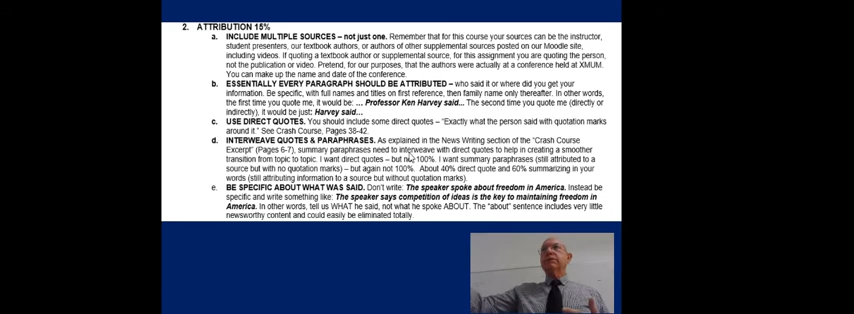 2. ATTRIBUTION 15%
a. INCLUDE MULTIPLE SOURCES – not just one. Remember that for this course your sources can be the instructor,
student presenters, our textbook authors, or authors of other supplemental sources posted on our Moodle site,
including videos. If quoting a textbook author or supplemental source, for this assignment you are quoting the person,
not the publication or video. Pretend, for our purposes, that the authors were actually at a conference held at XMUM.
You can make up the name and date of the conference.
b. ESSENTIALLY EVERY PARAGRAPH SHOULD BE ATTRIBUTED – who said it or where did you get your
information. Be specific, with full names and titles on first reference, then family name only thereafter. In other words,
the first time you quote me, it would be: … Professor Ken Harvey said... The second time you quote me (directly or
indirectly), it would be just: Harvey said…
c. USE DIRECT QUOTES. You should include some direct quotes – "Exactly what the person said with quotation marks
around it." See Crash Course, Pages 38-42.
d. INTERWEAVE QUOTES & PARAPHRASES. As explained in the News Writing section of the "Crash Course
Excerpt" (Pages 6-7), summary paraphrases need to interweave with direct quotes to help in creating a smoother
transition from topic to topic. I want direct quotes – but not 100%. I want summary paraphrases (still attributed to a
source but with no quotation marks) – but again not 100%. About 40% direct quote and 60% summarizing in your
words (still attributing information to a source but without quotation marks).
e. BE SPECIFIC ABOUT WHAT WAS SAID. Don't write: The speaker spoke about freedom in America. Instead be
specific and write something like: The speaker says competition of ideas is the key to maintaining freedom in
America. In other words, tell us WHAT he said, not what he spoke ABOUT. The "about" sentence includes very little
newsworthy content and could easily be eliminated totally.